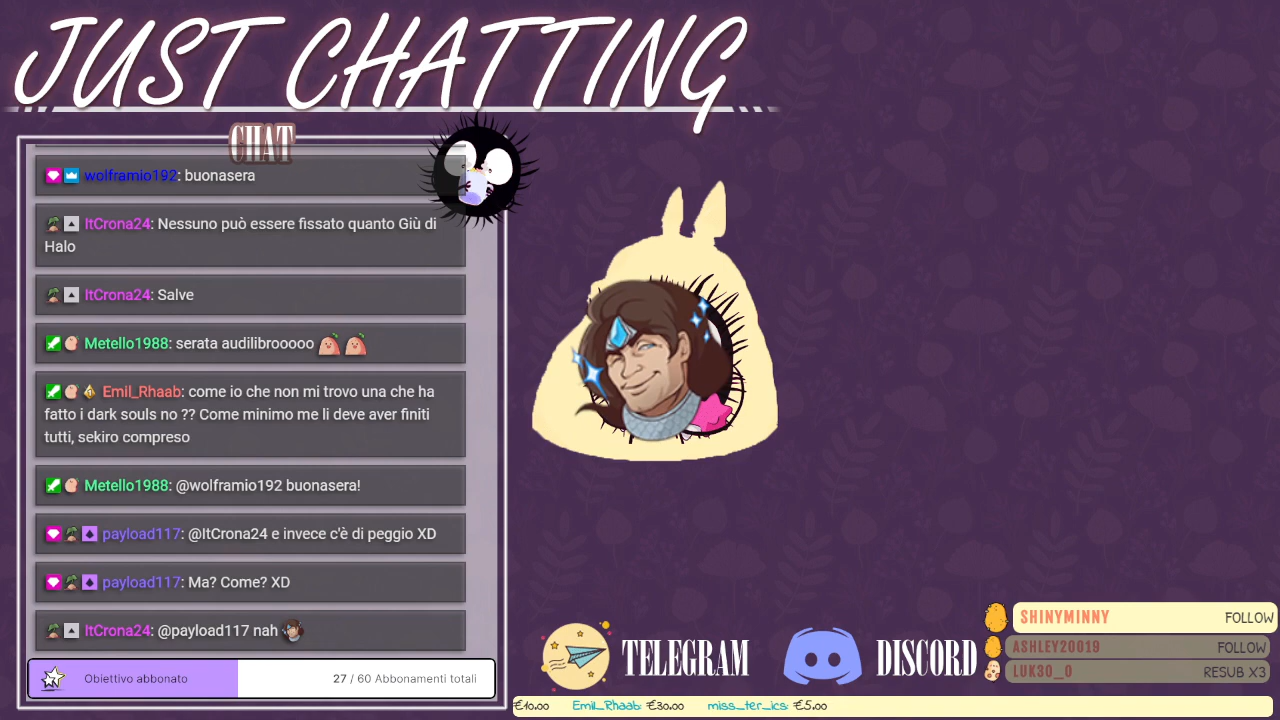 JUST CHATTING
CHAT
wolframio192: buonasera
ItCrona24: Nessuno può essere fissato quanto Giù di
Halo
ItCrona24: Salve
Metello1988: serata audilibrooooo
Emil_Rhaab: come io che non mi trovo una che ha
fatto i dark souls no ?? Come minimo me li deve aver finiti
tutti, sekiro compreso
Metello1988: @wolframio192 buonasera!
payload117: @ItCrona24 e invece c'è di peggio XD
payload117: Ma? Come? XD
ItCrona24: @payload117 nah
Obiettivo abbonato 27 / 60 Abbonamenti totali
TELEGRAM
DISCORD
SHINYMINNY FOLLOW
ASHLEY20019 FOLLOW
LUK30__0 RESUB X3
€10.00 Emil_Rhaab: €30.00 miss_ter_ics: €5.00